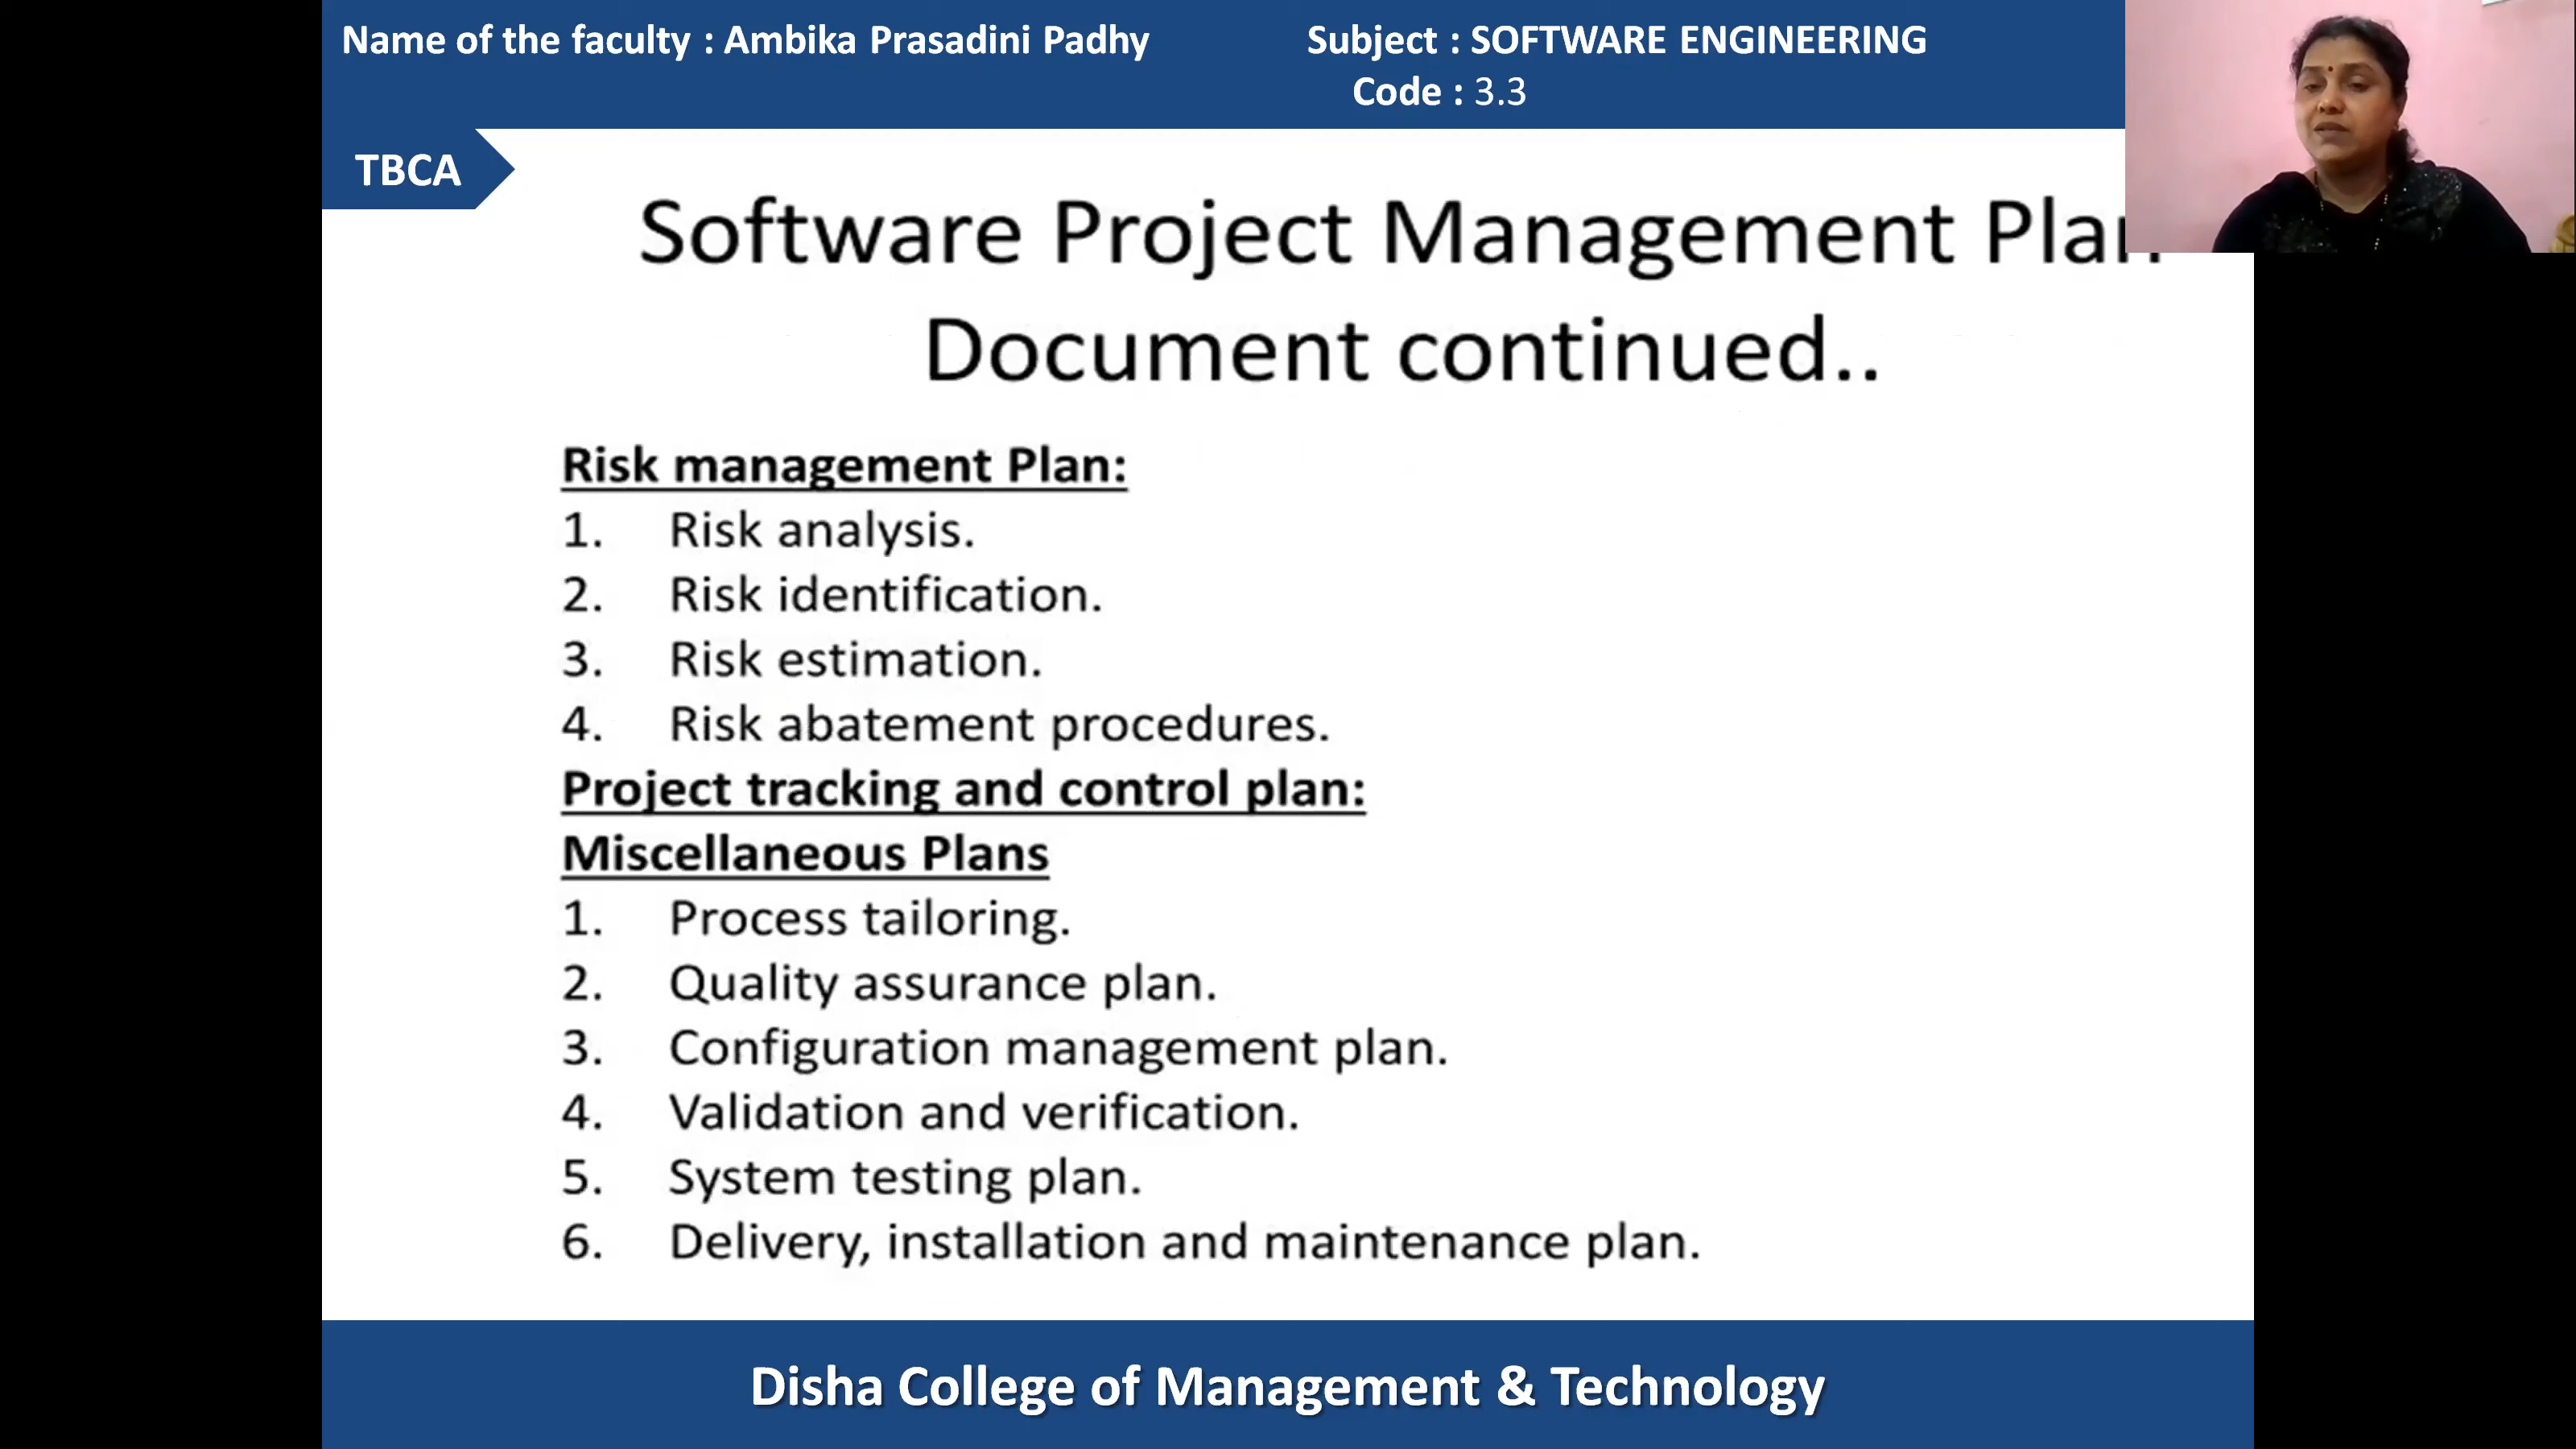 Name of the faculty : Ambika Prasadini Padhy
Subject : SOFTWARE ENGINEERING
Code : 3.3
TBCA
Software Project Management Plan
Document continued..
Risk management Plan:
1. Risk analysis.
2. Risk identification.
3. Risk estimation.
4. Risk abatement procedures.
Project tracking and control plan:
Miscellaneous Plans
1. Process tailoring.
2. Quality assurance plan.
3. Configuration management plan.
4. Validation and verification.
5. System testing plan.
6. Delivery, installation and maintenance plan.
Disha College of Management & Technology